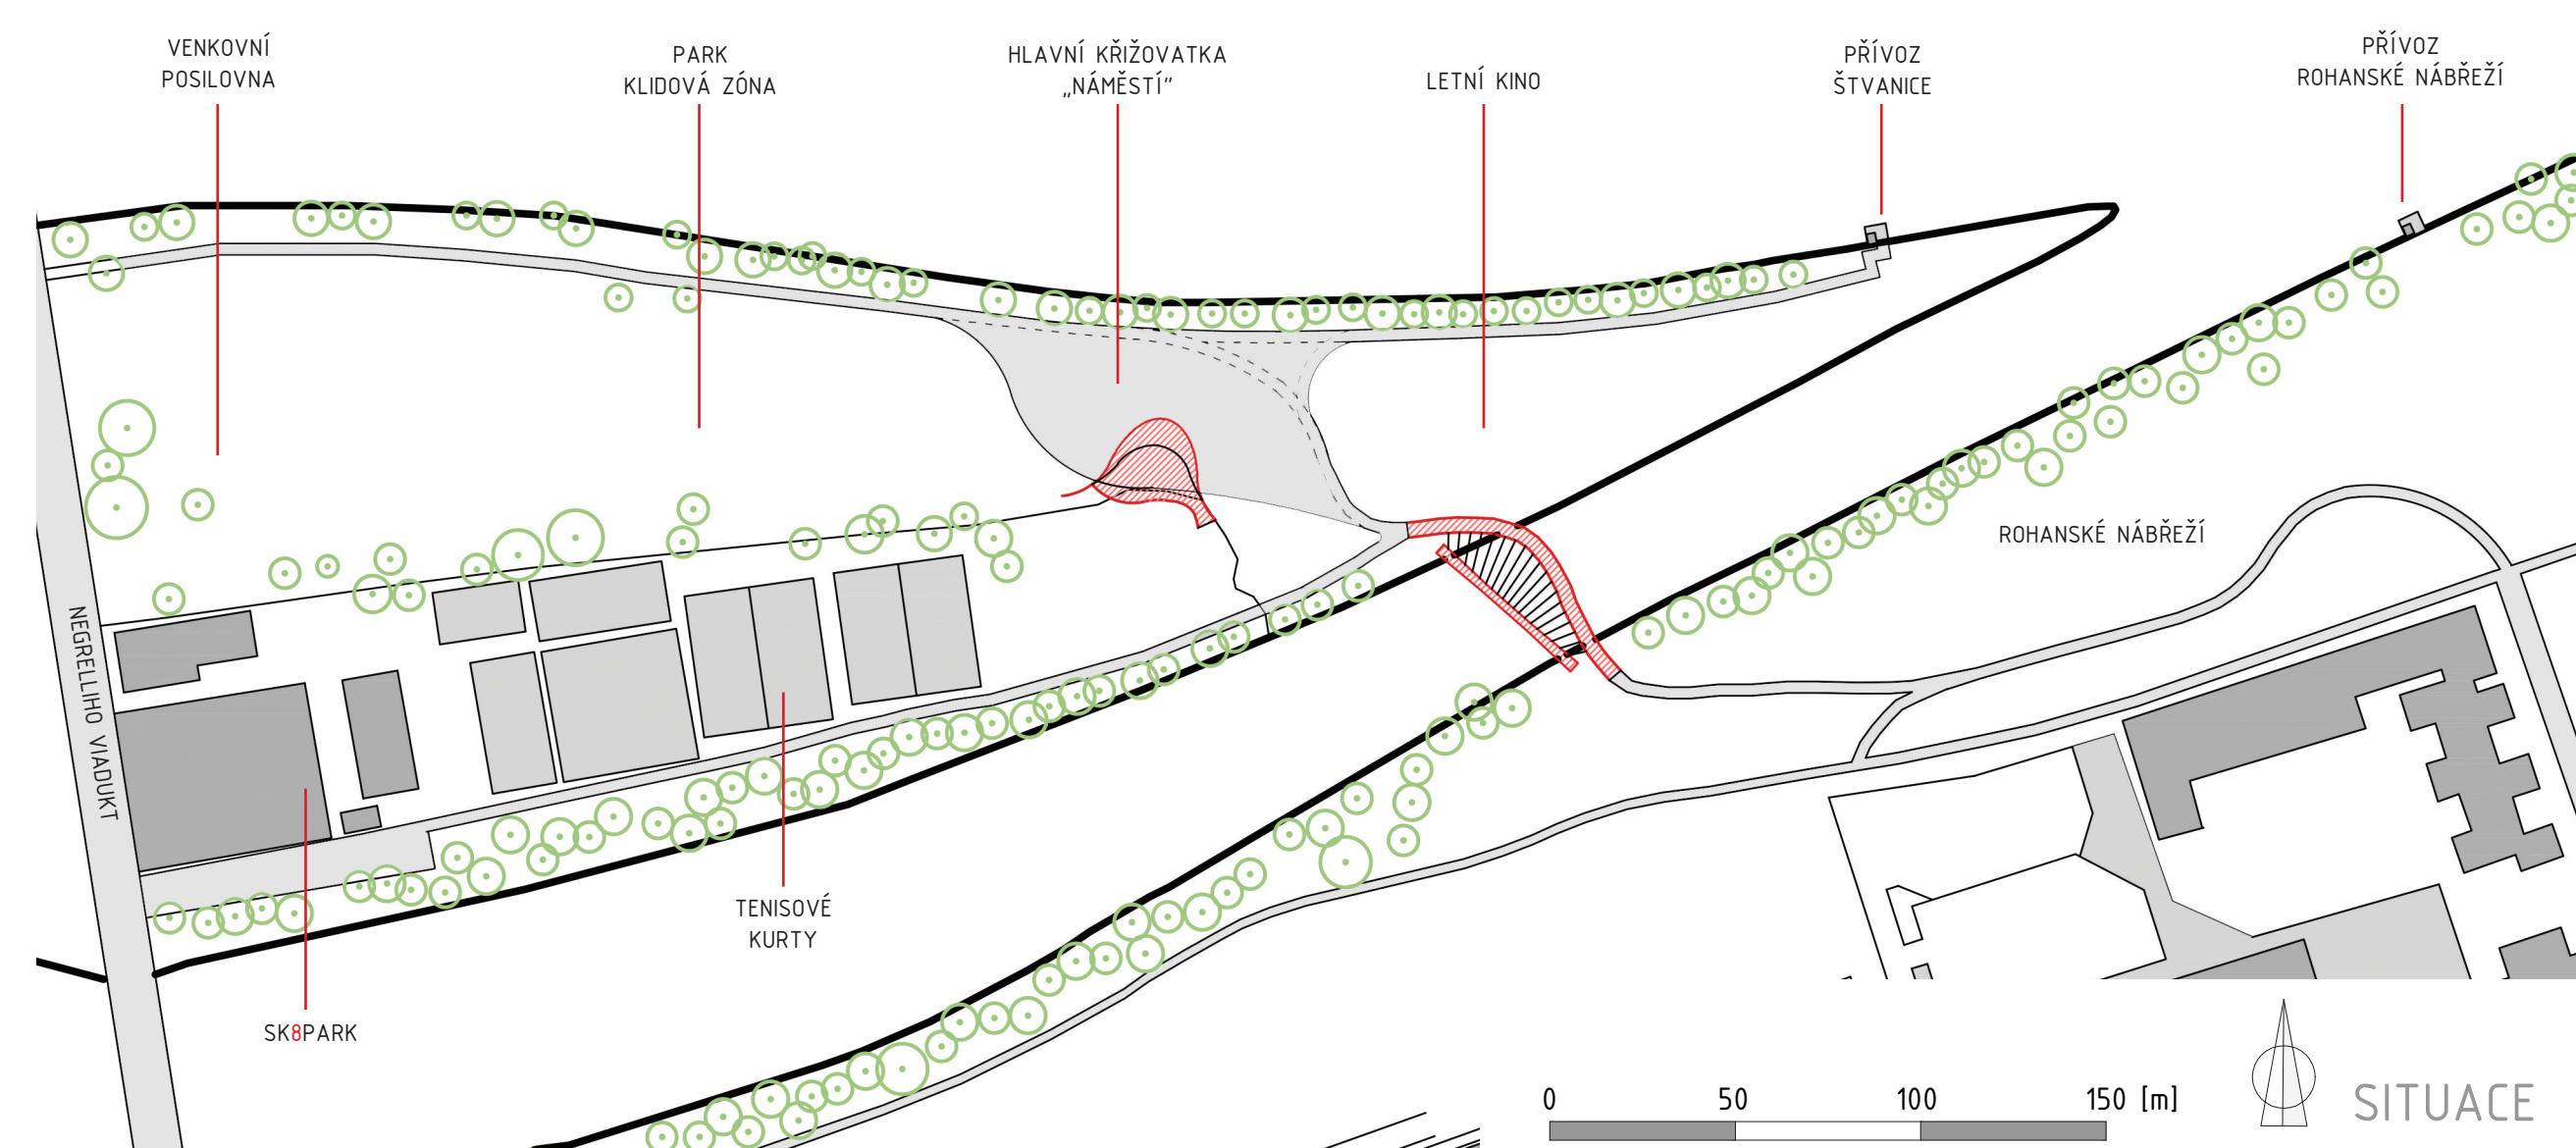 VENKOVNÍ
POSILOVNA
PARK
KLIDOVÁ ZÓNA
HLAVNÍ KŘIŽOVATKA
„NÁMĚSTÍ“
LETNÍ KINO
PŘÍVOZ
ŠTVANICE
PŘÍVOZ
ROHANSKÉ NÁBŘEŽÍ
ROHANSKÉ NÁBŘEŽÍ
NEGRELLIHO VIADUKT
TENISOVÉ
KURTY
SK8PARK
0 50 100 150 [m]
SITUACE